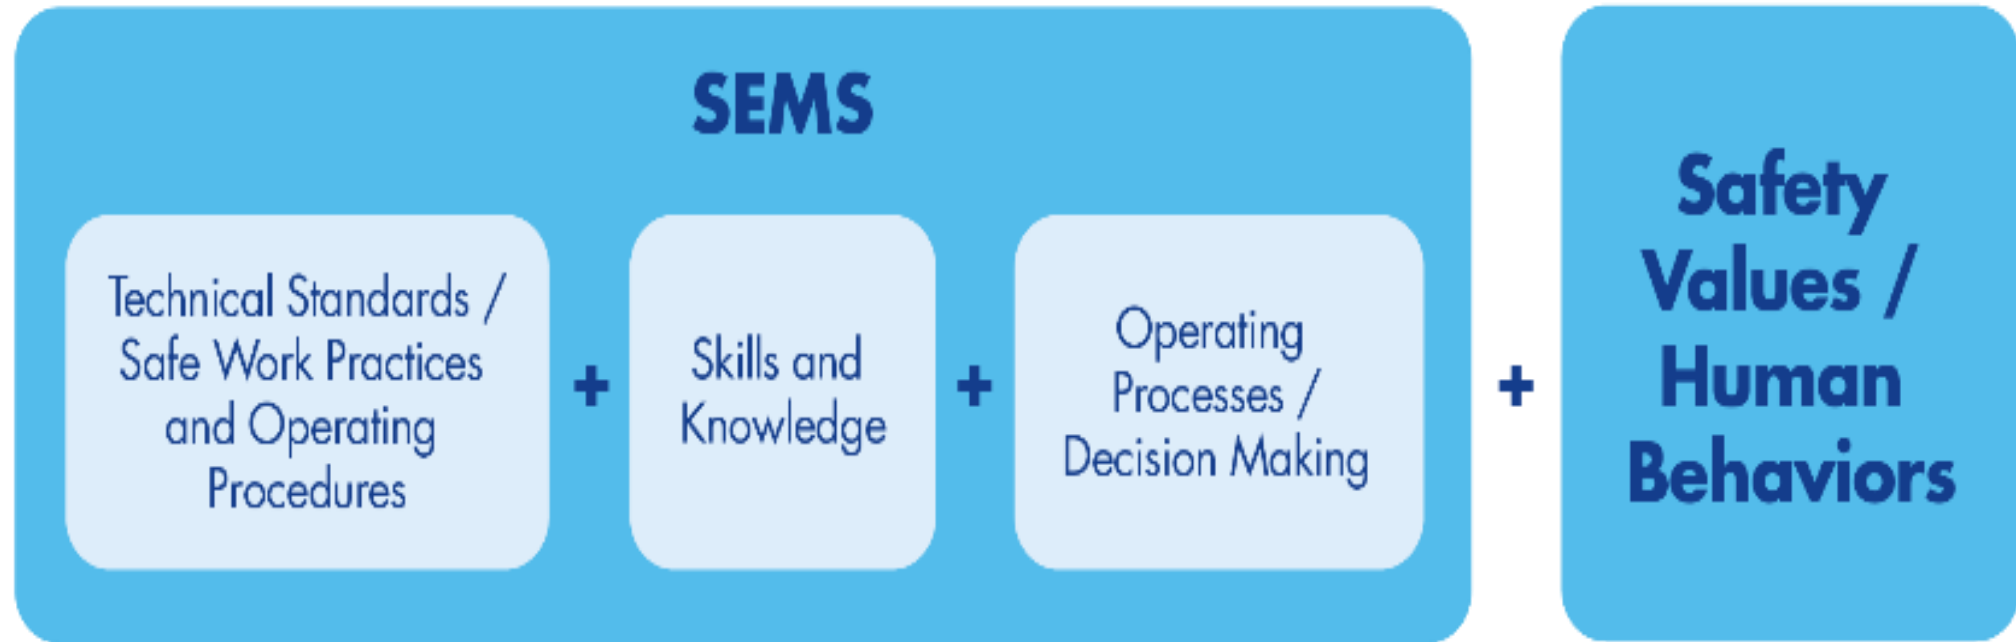 SEMS
Technical Standards /
Safe Work Practices
and Operating
Procedures
+
Skills and
Knowledge
+
Operating
Processes /
Decision Making
+
Safety
Values /
Human
Behaviors